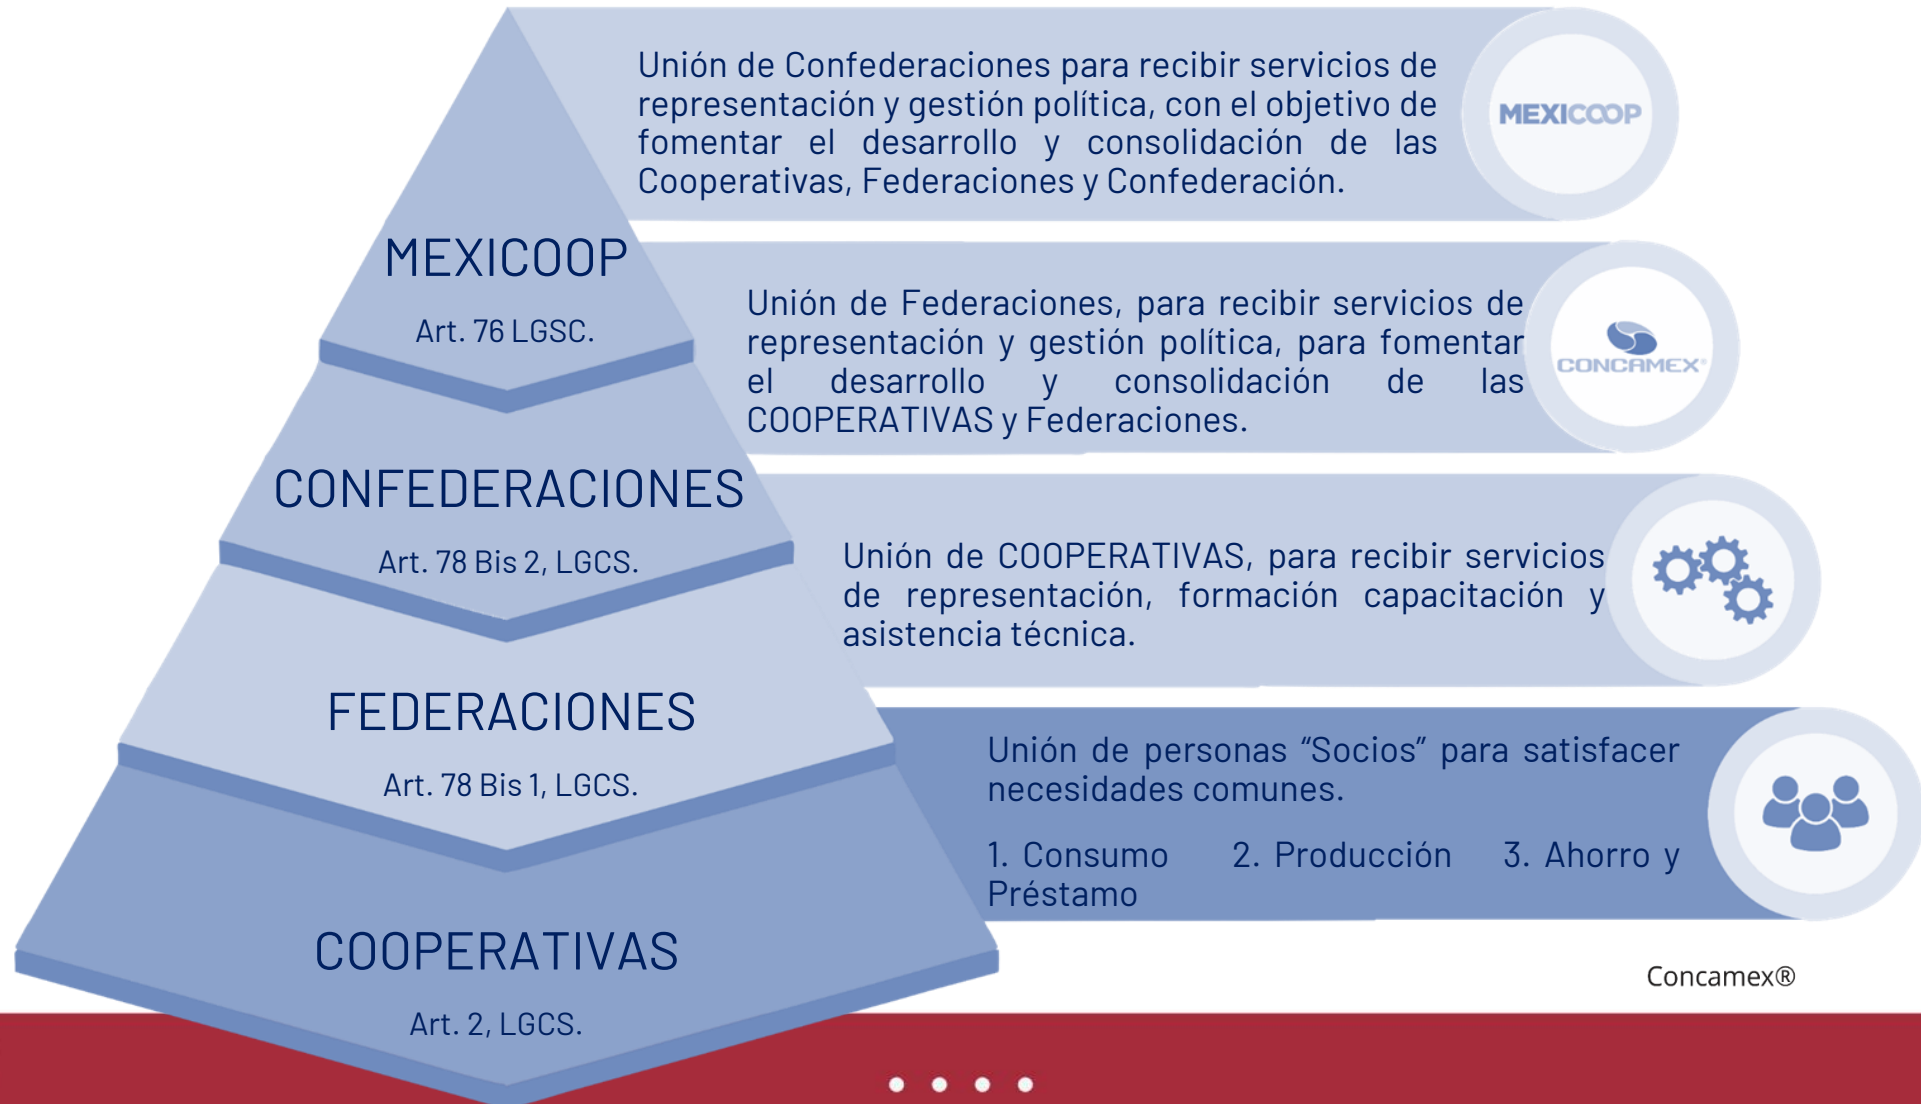 Unión de Confederaciones para recibir servicios de
representación y gestión política, con el objetivo de
fomentar el desarrollo y consolidación de las
Cooperativas, Federaciones y Confederación.
MEXICOOP
MEXICOOP
Art. 76 LGSC.
Unión de Federaciones, para recibir servicios de
representación y gestión política, para fomentar
el desarrollo y consolidación de las
COOPERATIVAS y Federaciones.
CONCAMEX®
CONFEDERACIONES
Art. 78 Bis 2, LGCS.
Unión de COOPERATIVAS, para recibir servicios
de representación, formación capacitación y
asistencia técnica.
FEDERACIONES
Art. 78 Bis 1, LGCS.
Unión de personas “Socios” para satisfacer
necesidades comunes.
1. Consumo 2. Producción 3. Ahorro y
Préstamo
COOPERATIVAS
Art. 2, LGCS.
Concamex®